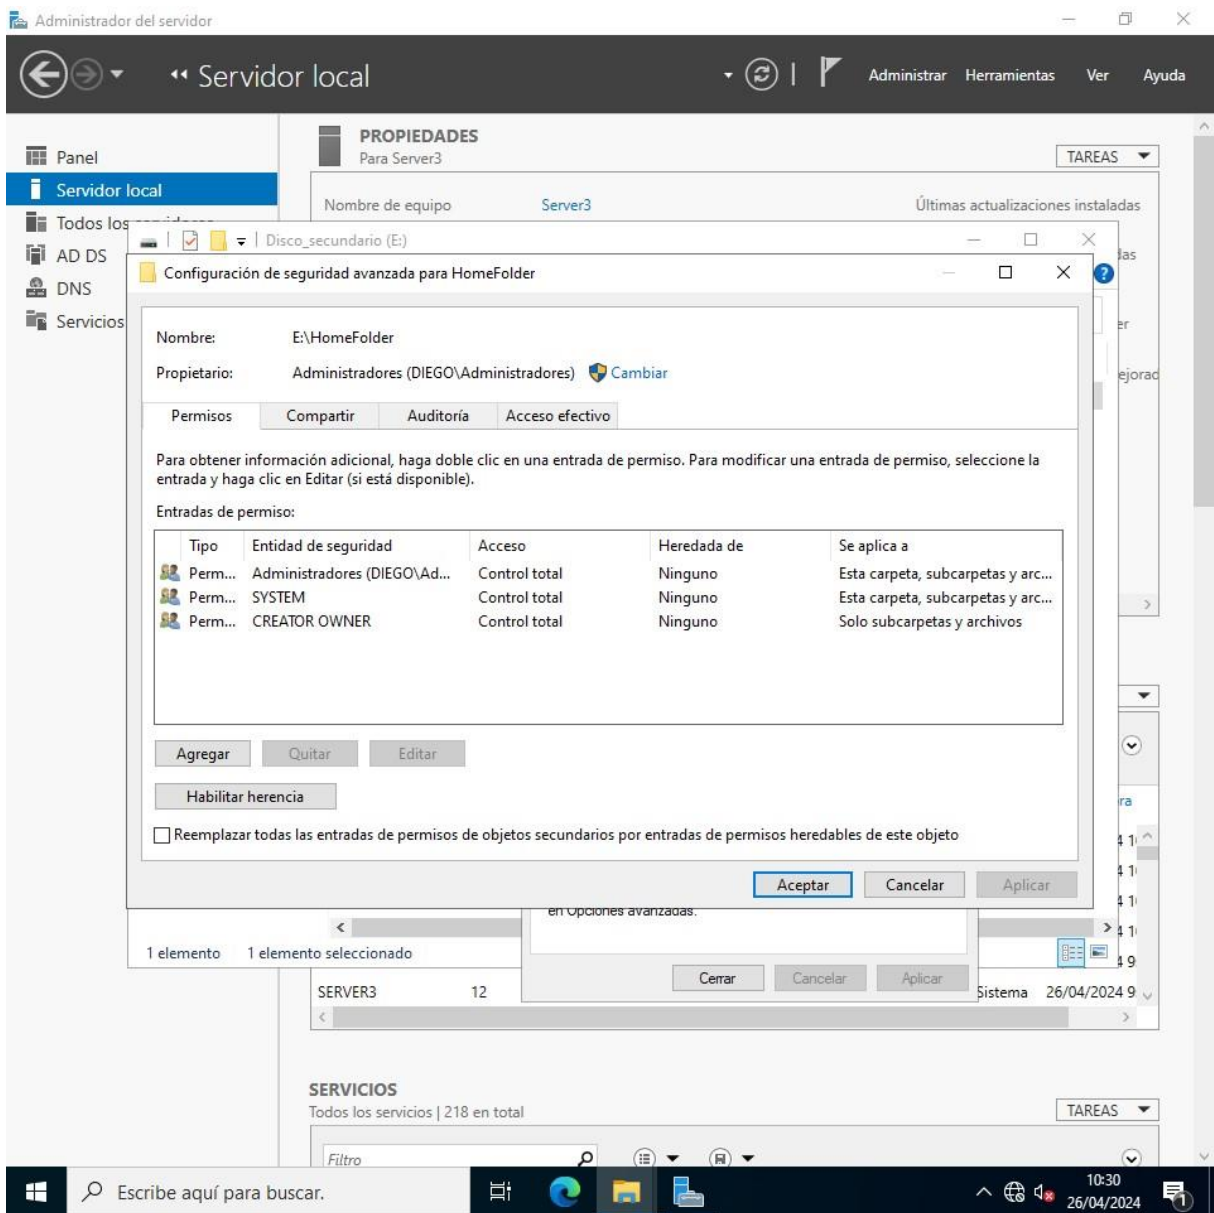 Administrador del servidor
Servidor local
Administrar Herramientas Ver Ayuda
Panel
Servidor local
Todos los servidores
AD DS
DNS
Servicios
PROPIEDADES
Para Server3
TAREAS
Nombre de equipo Server3 Últimas actualizaciones instaladas
Disco_secundario (E:)
Configuración de seguridad avanzada para HomeFolder
Nombre: E:\HomeFolder
Propietario: Administradores (DIEGO\Administradores) Cambiar
Permisos Compartir Auditoría Acceso efectivo
Para obtener información adicional, haga doble clic en una entrada de permiso. Para modificar una entrada de permiso, seleccione la
entrada y haga clic en Editar (si está disponible).
Entradas de permiso:
Tipo Entidad de seguridad Acceso Heredada de Se aplica a
Perm... Administradores (DIEGO\Ad... Control total Ninguno Esta carpeta, subcarpetas y arc...
Perm... SYSTEM Control total Ninguno Esta carpeta, subcarpetas y arc...
Perm... CREATOR OWNER Control total Ninguno Solo subcarpetas y archivos
Agregar Quitar Editar
Habilitar herencia
Reemplazar todas las entradas de permisos de objetos secundarios por entradas de permisos heredables de este objeto
Aceptar Cancelar Aplicar
en Opciones avanzadas.
1 elemento 1 elemento seleccionado
Cerrar Cancelar Aplicar
SERVER3 12 Sistema 26/04/2024 9
SERVICIOS
Todos los servicios | 218 en total
TAREAS
Filtro
Escribe aquí para buscar.
10:30
26/04/2024
1